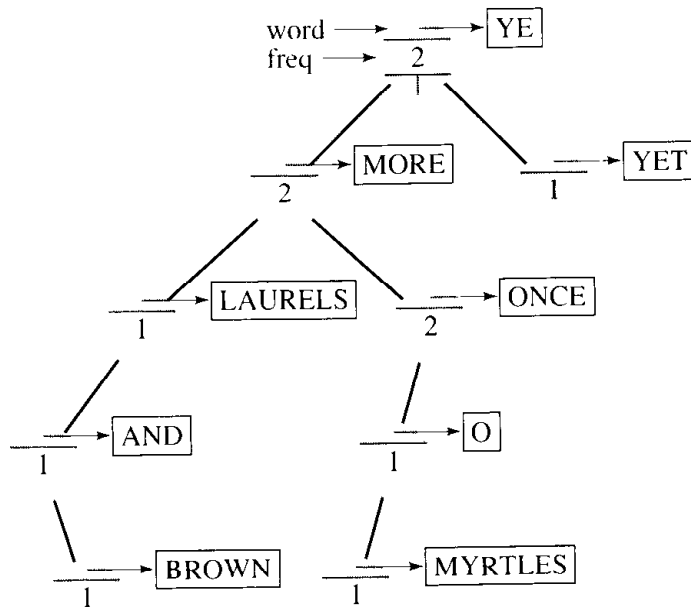 word YE
freq 2
MORE YET
2 1
LAURELS ONCE
1 2
AND O
1 1
BROWN MYRTLES
1 1